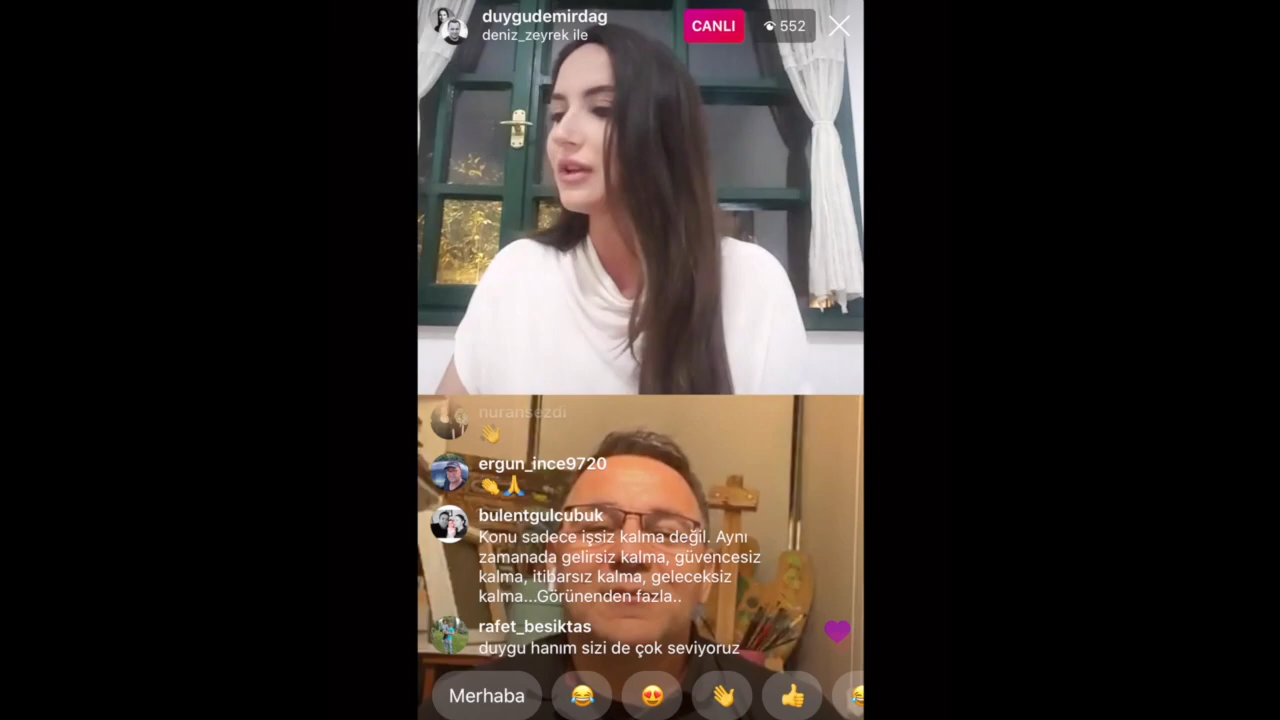 duygudemirdag
deniz_zeyrek ile
CANLI
552
nuransezdi
👋
ergun_ince9720
👏🙏
bulentgulcubuk
Konu sadece işsiz kalma değil. Aynı
zamanada gelirsiz kalma, güvencesiz
kalma, itibarsız kalma, geleceksiz
kalma...Görünenden fazla..
rafet_besiktas
duygu hanım sizi de çok seviyoruz
Merhaba 😂 😍 👋 👍